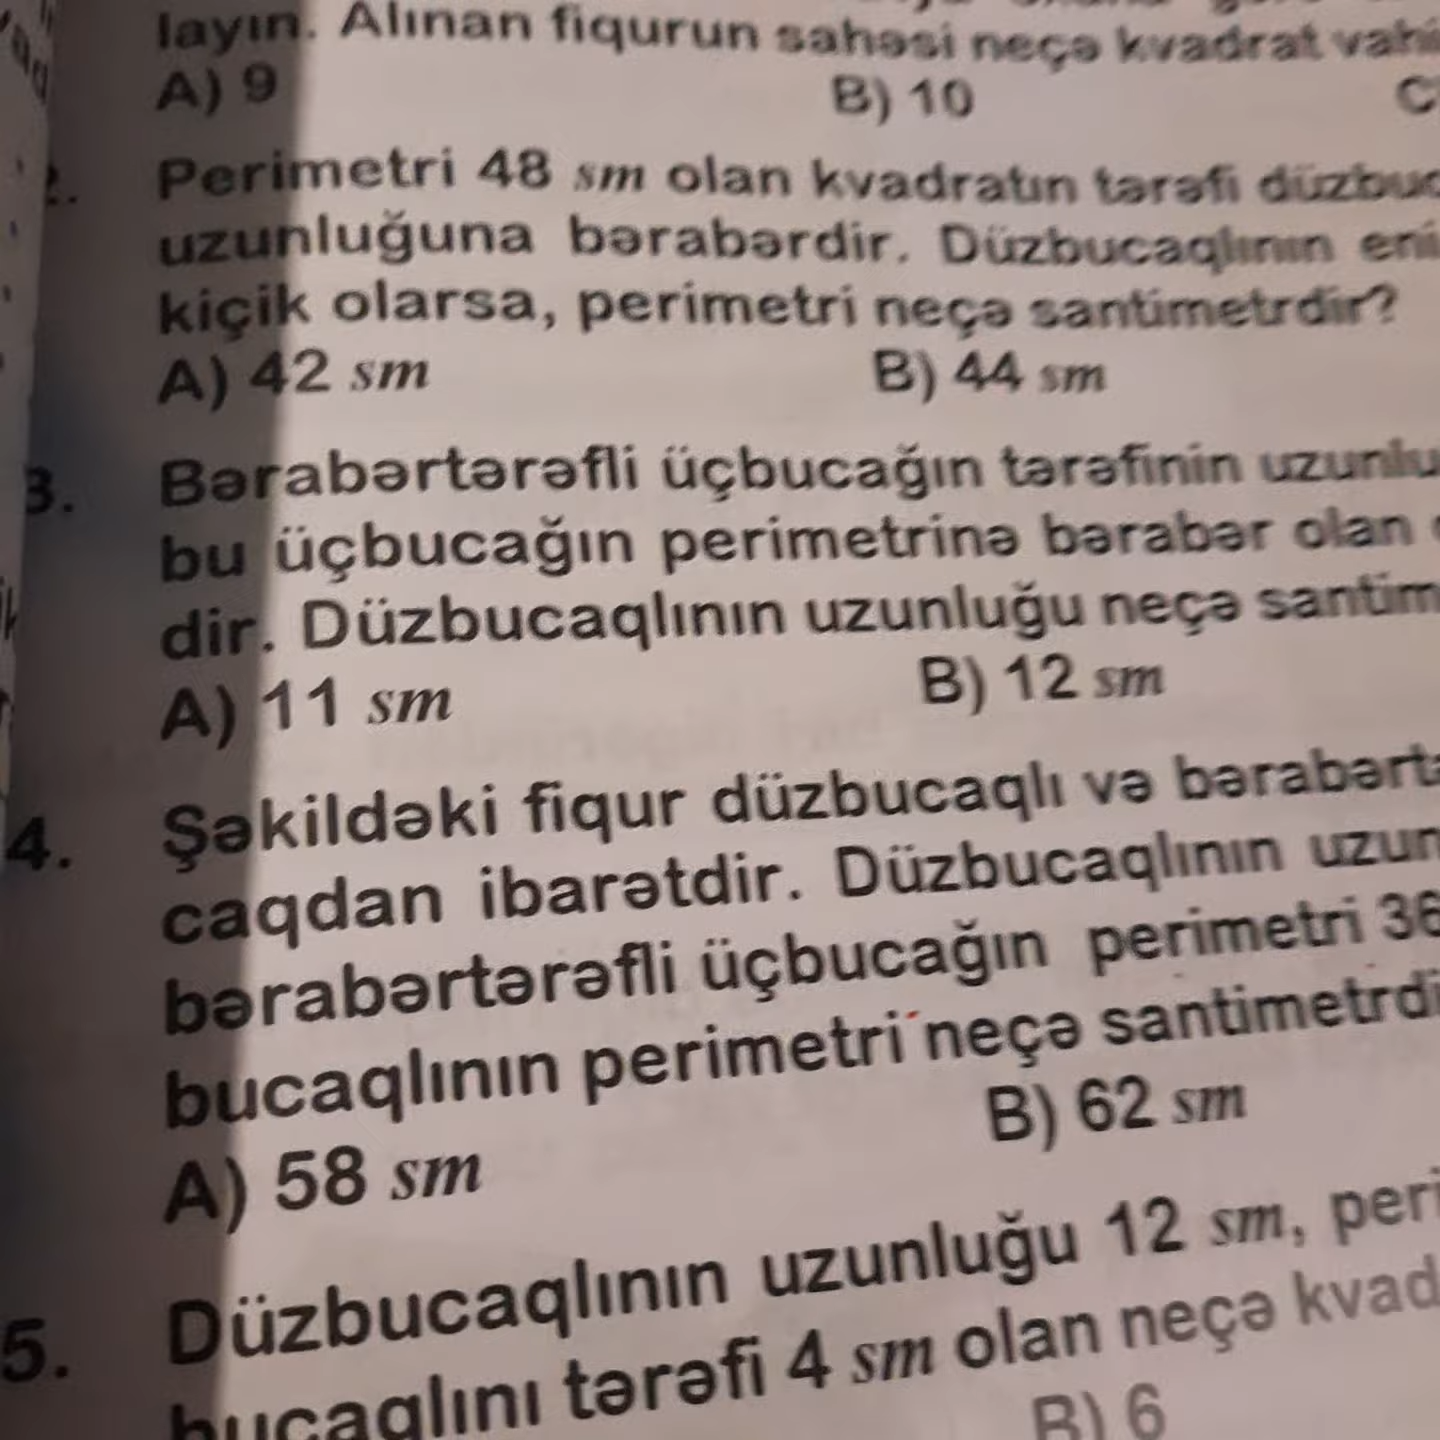 layın. Alınan fiqurun sahəsi neçə kvadrat
A) 9 B) 10
2. Perimetri 48 sm olan kvadratın tərəfi
uzunluğuna bərabərdir. Düzbucaqlının eni
kiçik olarsa, perimetri neçə santimetrdir?
A) 42 sm B) 44 sm
3. Bərabərtərəfli üçbucağın tərəfinin
bu üçbucağın perimetrinə bərabər olan
dir. Düzbucaqlının uzunluğu neçə
A) 11 sm B) 12 sm
4. Şəkildəki fiqur düzbucaqlı və
caqdan ibarətdir. Düzbucaqlının
bərabərtərəfli üçbucağın perimetri 36
bucaqlının perimetri neçə
A) 58 sm B) 62 sm
5. Düzbucaqlının uzunluğu 12 sm,
bucaqlını tərəfi 4 sm olan neçə
B) 6